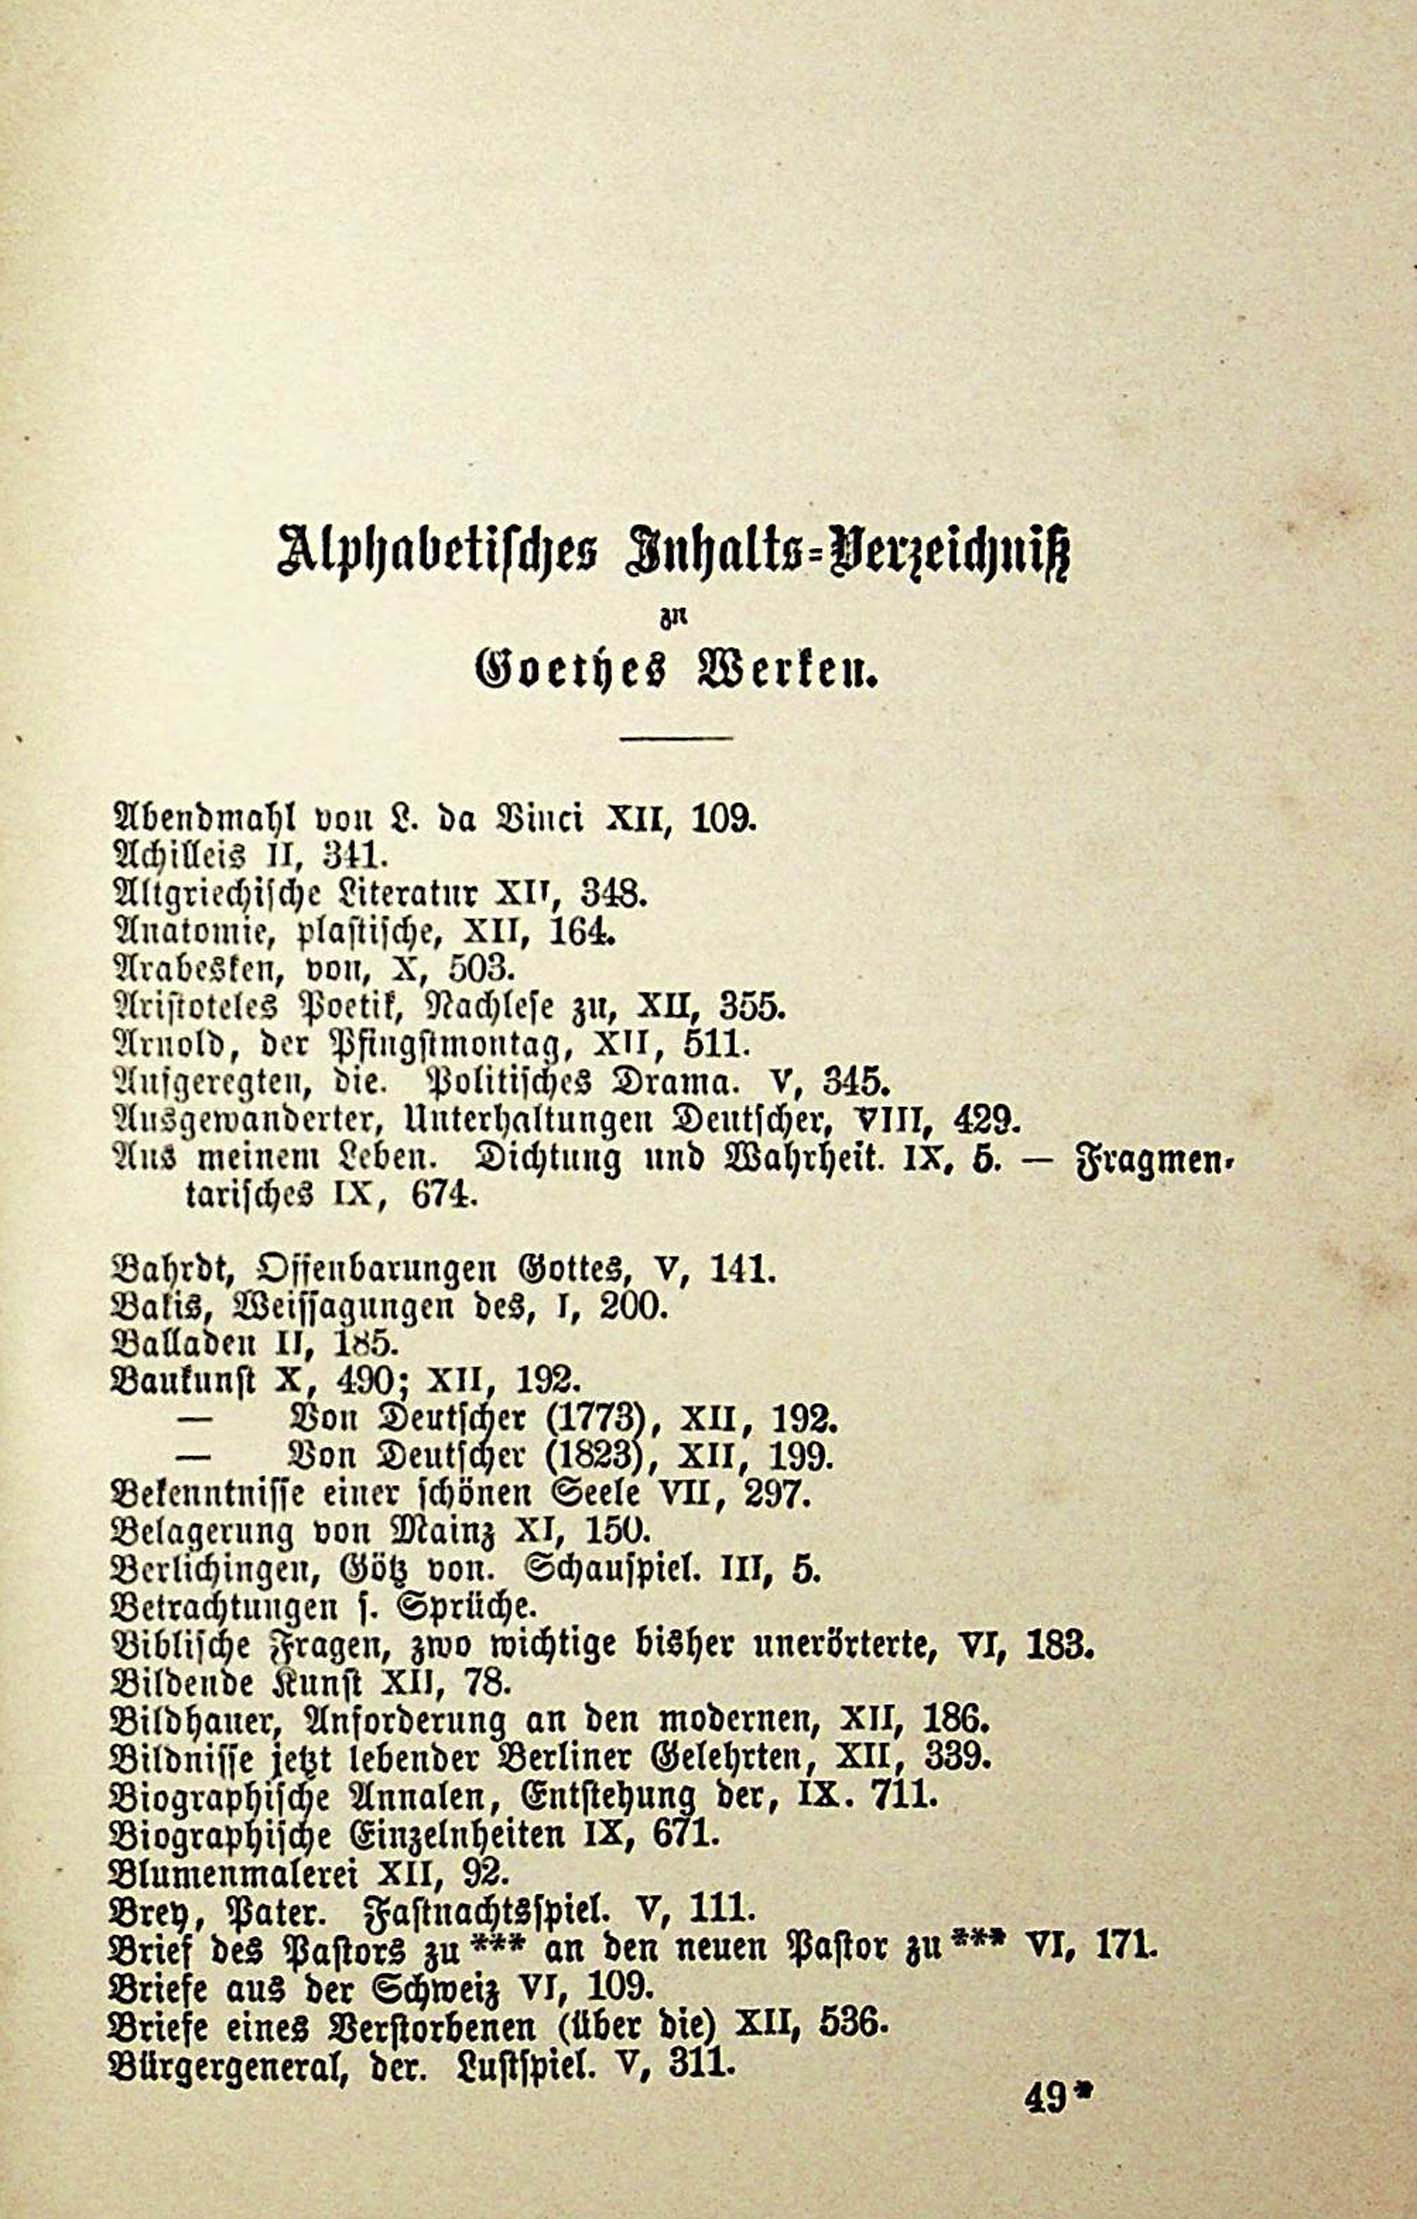 Alphabetisches Inhalts-Verzeichniß
zu
Goethes Werken.
Abendmahl von L. da Vinci XII, 109.
Achilleis II, 341.
Altgriechische Literatur XII, 348.
Anatomie, plastische, XII, 164.
Arabesken, von, X, 503.
Aristoteles Poetik, Nachlese zu, XII, 355.
Arnold, der Pfingstmontag, XII, 511.
Aufgeregten, die. Politisches Drama. V, 345.
Ausgewanderter, Unterhaltungen Deutscher, VIII, 429.
Aus meinem Leben. Dichtung und Wahrheit. IX, 5. — Fragmen-
tarisches IX, 674.
Bahrdt, Offenbarungen Gottes, V, 141.
Bakis, Weissagungen des, I, 200.
Balladen II, 185.
Baukunst X, 490; XII, 192.
— Von Deutscher (1773), XII, 192.
— Von Deutscher (1823), XII, 199.
Bekenntnisse einer schönen Seele VII, 297.
Belagerung von Mainz XI, 150.
Berlichingen, Götz von. Schauspiel. III, 5.
Betrachtungen s. Sprüche.
Biblische Fragen, zwo wichtige bisher unerörterte, VI, 183.
Bildende Kunst XII, 78.
Bildhauer, Anforderung an den modernen, XII, 186.
Bildnisse jetzt lebender Berliner Gelehrten, XII, 339.
Biographische Annalen, Entstehung der, IX. 711.
Biographische Einzelnheiten IX, 671.
Blumenmalerei XII, 92.
Brey, Pater. Fastnachtsspiel. V, 111.
Brief des Pastors zu *** an den neuen Pastor zu *** VI, 171.
Briefe aus der Schweiz VI, 109.
Briefe eines Verstorbenen (über die) XII, 536.
Bürgergeneral, der. Lustspiel. V, 311.
49*